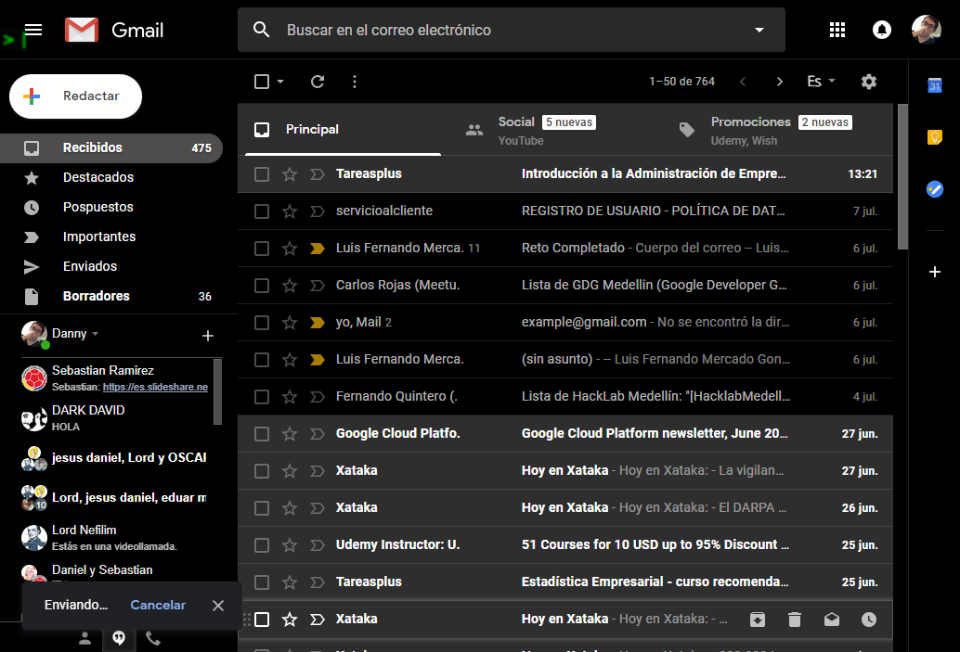 Gmail
Buscar en el correo electrónico
Redactar
1–50 de 764
Es
31
Principal
Social 5 nuevas
YouTube
Promociones 2 nuevas
Udemy, Wish
Recibidos 475
Destacados
Pospuestos
Importantes
Enviados
Borradores 36
Danny
Sebastian Ramirez
Sebastian: https://es.slideshare.ne
DARK DAVID
HOLA
jesus daniel, Lord y OSCAR
Lord, jesus daniel, eduar m
10
Lord Nefilim
Estás en una videollamada.
Daniel y Sebastian
Enviando... Cancelar
Tareasplus Introducción a la Administración de Empre... 13:21
servicioalcliente REGISTRO DE USUARIO - POLÍTICA DE DAT... 7 jul.
Luis Fernando Merca. 11 Reto Completado - Cuerpo del correo -- Luis... 6 jul.
Carlos Rojas (Meetu. Lista de GDG Medellin (Google Developer G... 6 jul.
yo, Mail 2 example@gmail.com - No se encontró la dir... 6 jul.
Luis Fernando Merca. (sin asunto) - -- Luis Fernando Mercado Gon... 6 jul.
Fernando Quintero (. Lista de HackLab Medellín: "[HacklabMedell... 4 jul.
Google Cloud Platfo. Google Cloud Platform newsletter, June 20... 27 jun.
Xataka Hoy en Xataka - Hoy en Xataka: - La vigilan... 27 jun.
Xataka Hoy en Xataka - Hoy en Xataka: - El DARPA ... 26 jun.
Udemy Instructor: U. 51 Courses for 10 USD up to 95% Discount ... 25 jun.
Tareasplus Estadística Empresarial - curso recomenda... 25 jun.
Xataka Hoy en Xataka - Hoy en Xataka: - ...